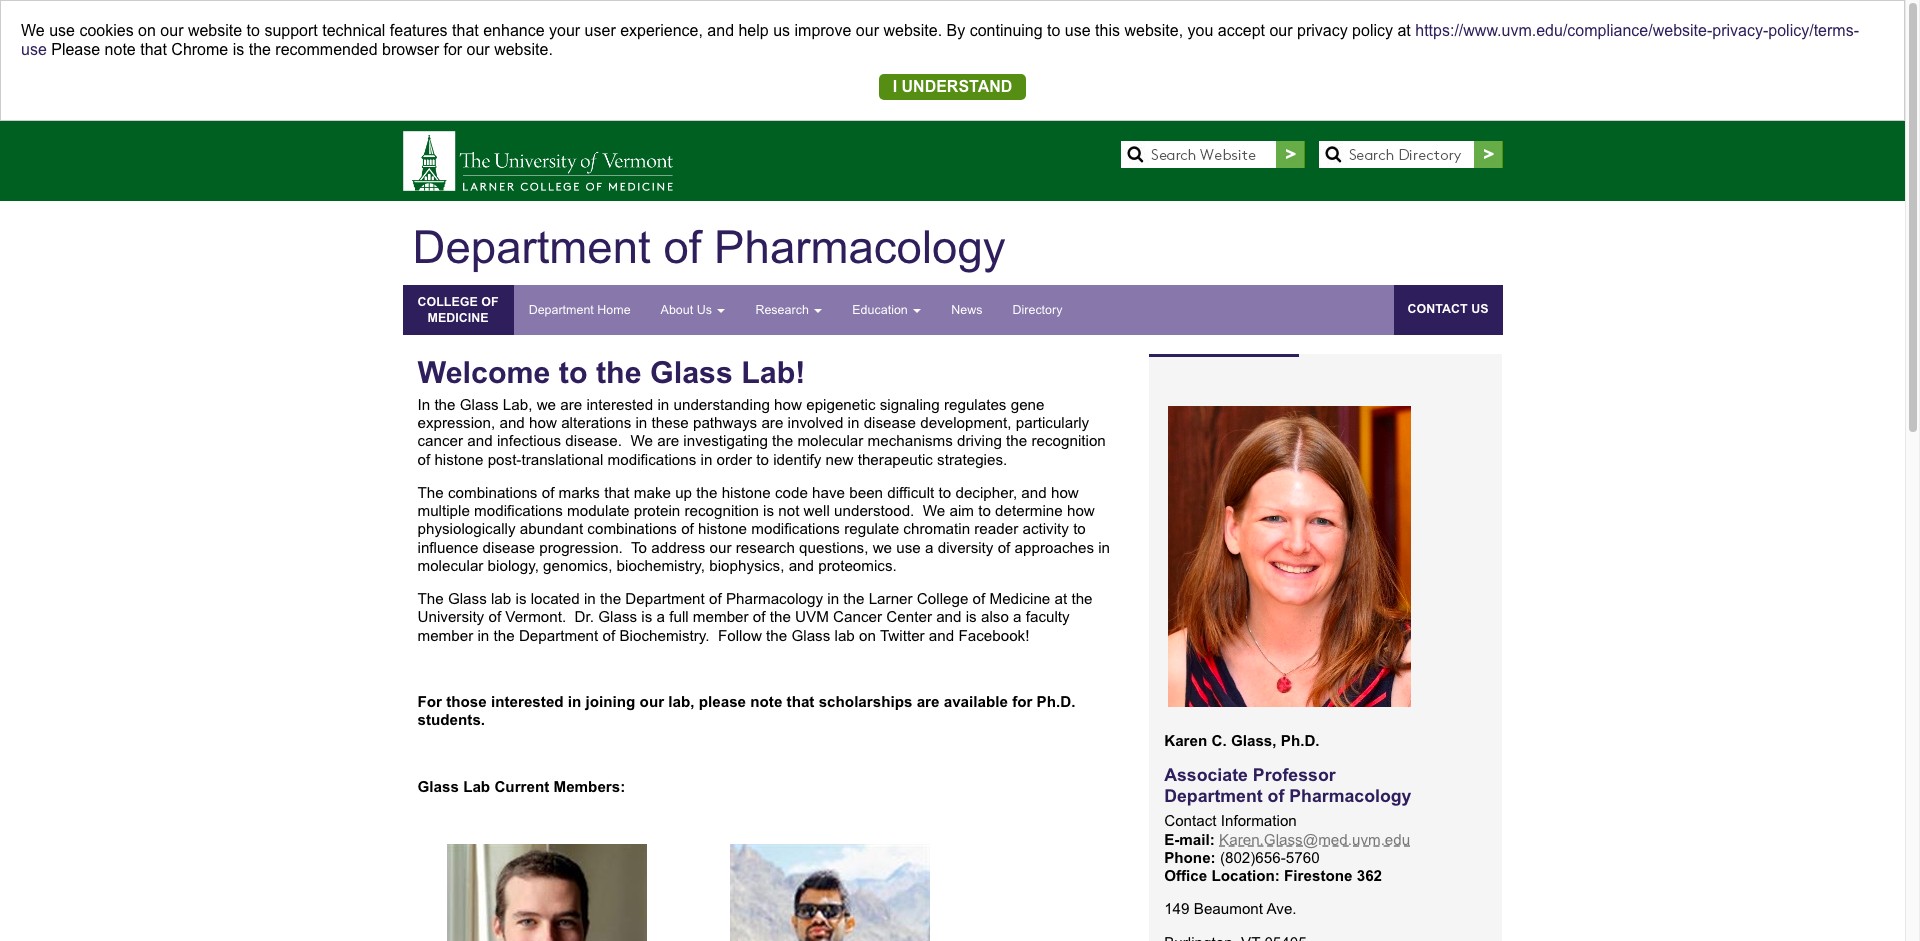 We use cookies on our website to support technical features that enhance your user experience, and help us improve our website. By continuing to use this website, you accept our privacy policy at https://www.uvm.edu/compliance/website-privacy-policy/terms-
use Please note that Chrome is the recommended browser for our website.
I UNDERSTAND
The University of Vermont
LARNER COLLEGE OF MEDICINE
Search Website >
Search Directory >
Department of Pharmacology
COLLEGE OF
MEDICINE
Department Home About Us Research Education News Directory
CONTACT US
Welcome to the Glass Lab!
In the Glass Lab, we are interested in understanding how epigenetic signaling regulates gene
expression, and how alterations in these pathways are involved in disease development, particularly
cancer and infectious disease.  We are investigating the molecular mechanisms driving the recognition
of histone post-translational modifications in order to identify new therapeutic strategies.
The combinations of marks that make up the histone code have been difficult to decipher, and how
multiple modifications modulate protein recognition is not well understood.  We aim to determine how
physiologically abundant combinations of histone modifications regulate chromatin reader activity to
influence disease progression.  To address our research questions, we use a diversity of approaches in
molecular biology, genomics, biochemistry, biophysics, and proteomics.
The Glass lab is located in the Department of Pharmacology in the Larner College of Medicine at the
University of Vermont.  Dr. Glass is a full member of the UVM Cancer Center and is also a faculty
member in the Department of Biochemistry.  Follow the Glass lab on Twitter and Facebook!
For those interested in joining our lab, please note that scholarships are available for Ph.D.
students.
Glass Lab Current Members:
Karen C. Glass, Ph.D.
Associate Professor
Department of Pharmacology
Contact Information
E-mail: Karen.Glass@med.uvm.edu
Phone: (802)656-5760
Office Location: Firestone 362
149 Beaumont Ave.
Burlington, VT 05405